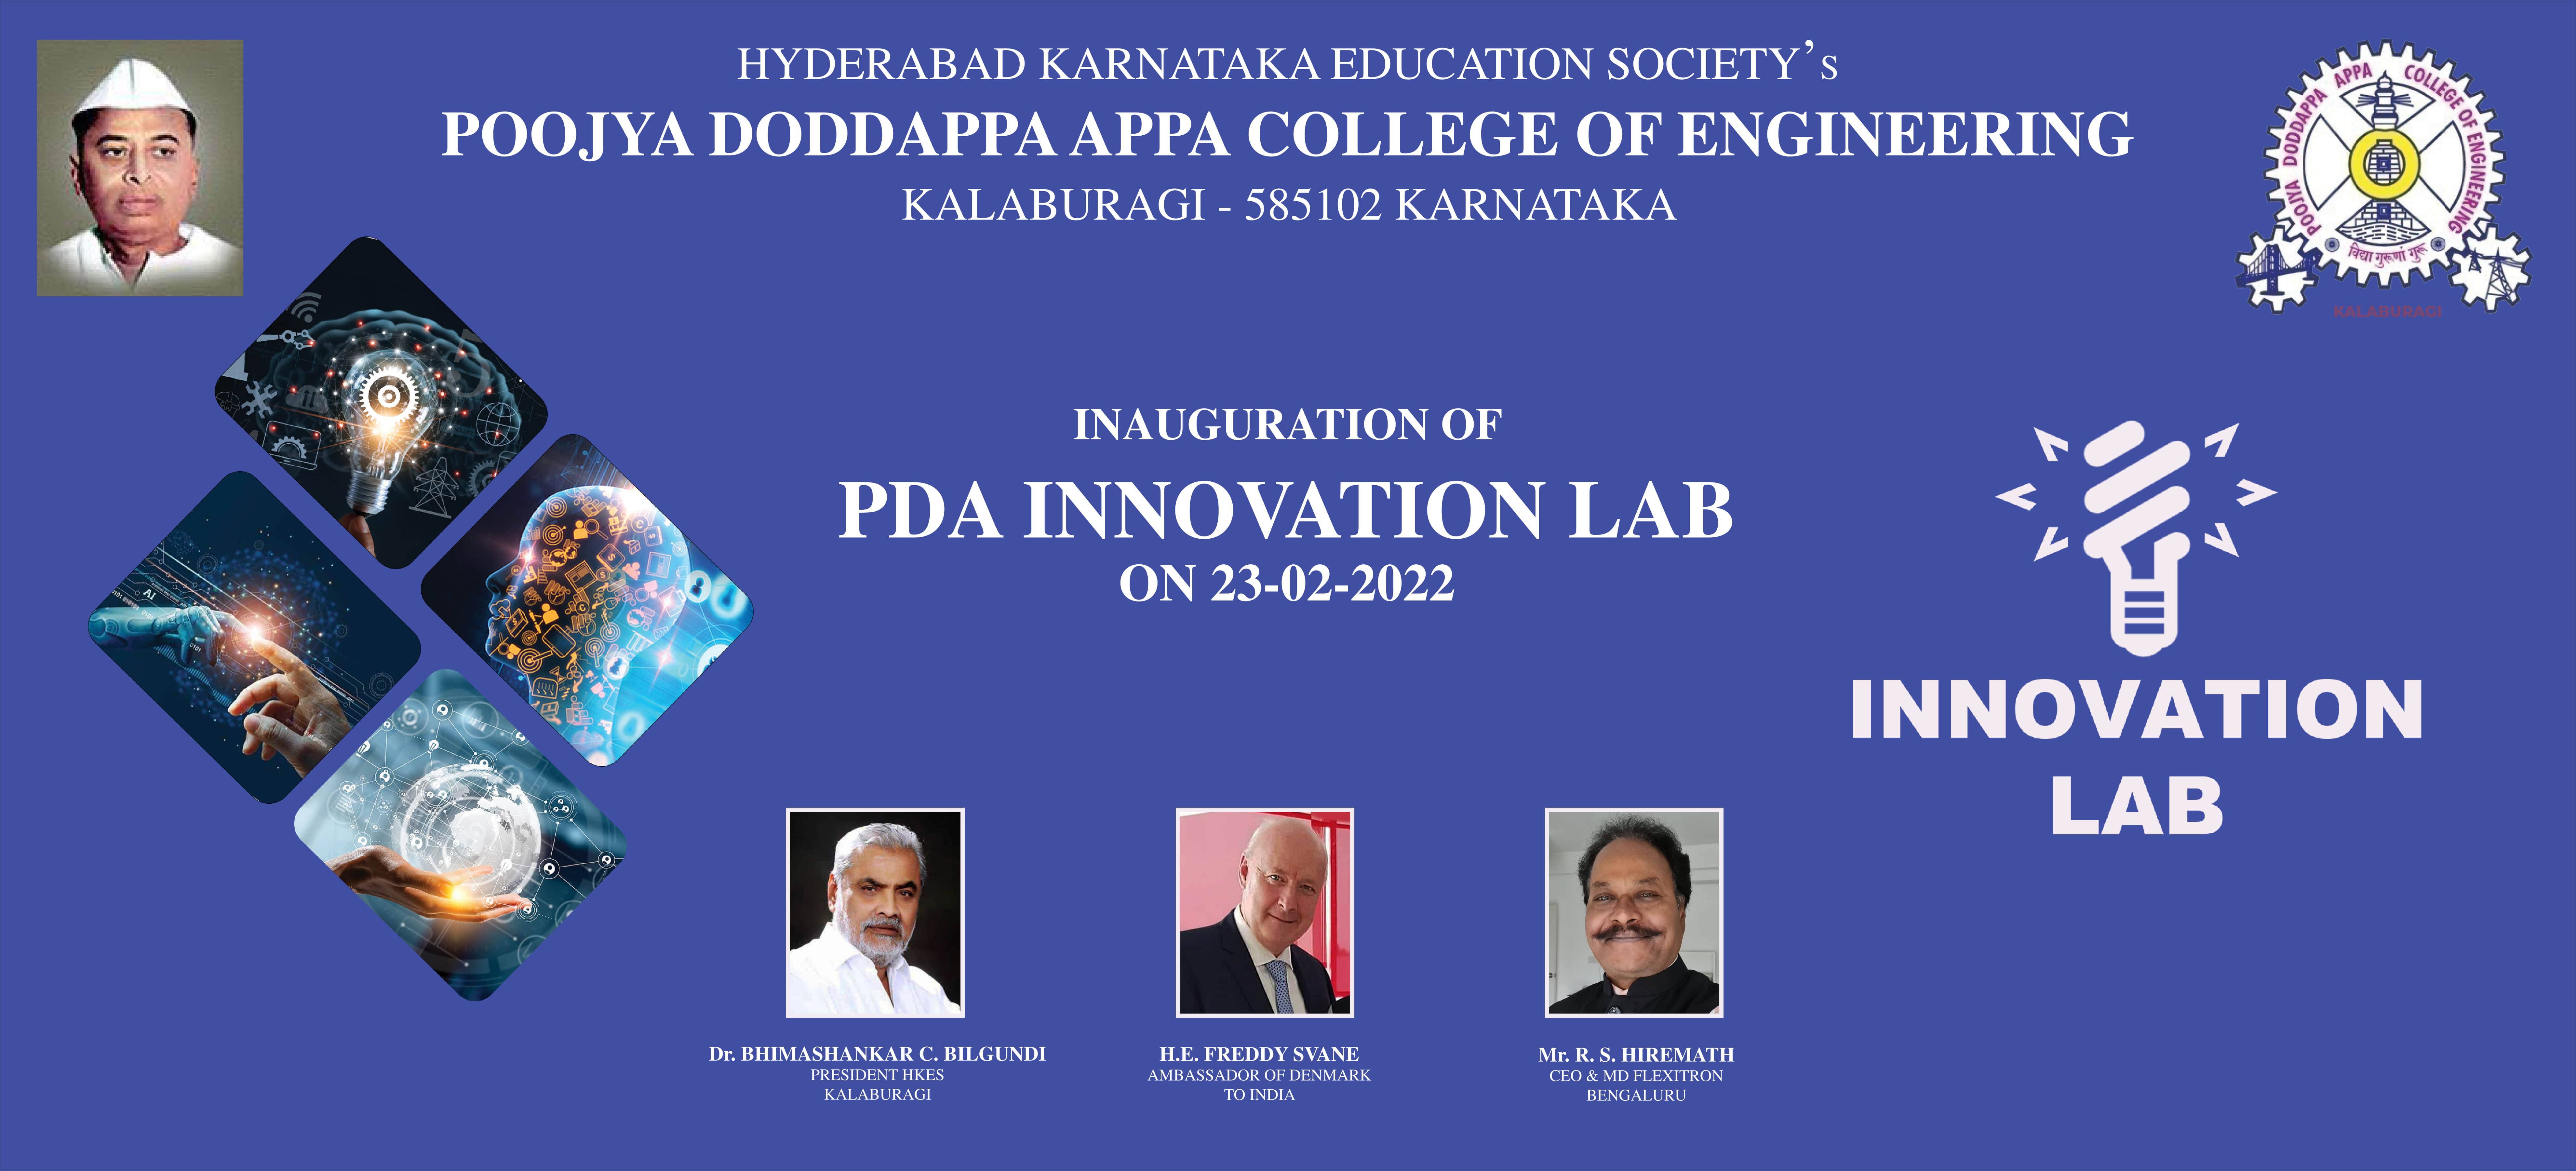 HYDERABAD KARNATAKA EDUCATION SOCIETY's
POOJYA DODDAPPA APPA COLLEGE OF ENGINEERING
KALABURAGI - 585102 KARNATAKA
POOJYA DODDAPPA APPA COLLEGE OF ENGINEERING
विद्या गुरूणां गुरू
KALABURAGI
INAUGURATION OF
PDA INNOVATION LAB
ON 23-02-2022
AI
INNOVATION
LAB
Dr. BHIMASHANKAR C. BILGUNDI
PRESIDENT HKES
KALABURAGI
H.E. FREDDY SVANE
AMBASSADOR OF DENMARK
TO INDIA
Mr. R. S. HIREMATH
CEO & MD FLEXITRON
BENGALURU